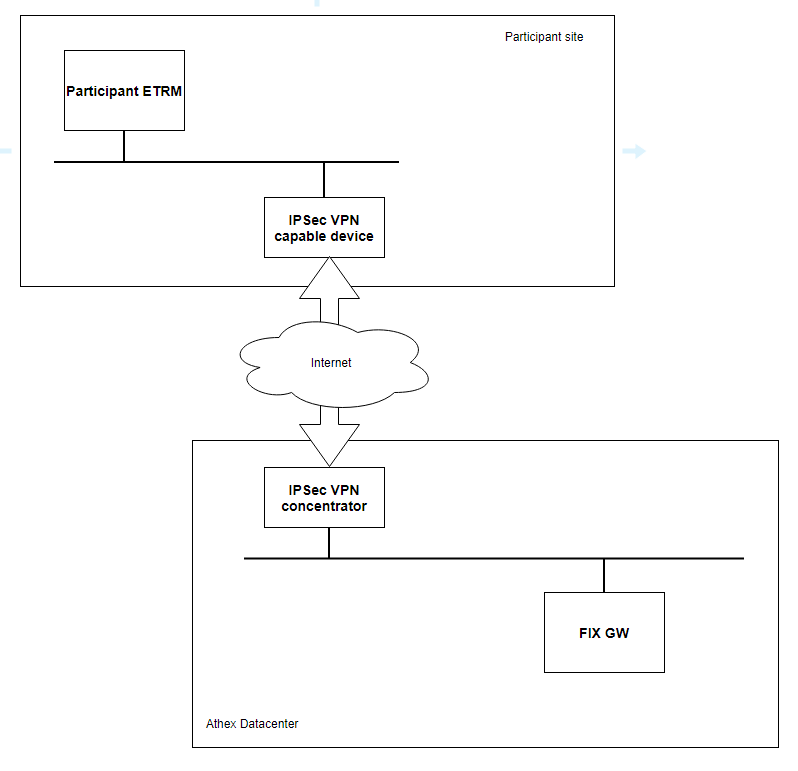 Participant site
Participant ETRM
IPSec VPN
capable device
Internet
IPSec VPN
concentrator
FIX GW
Athex Datacenter